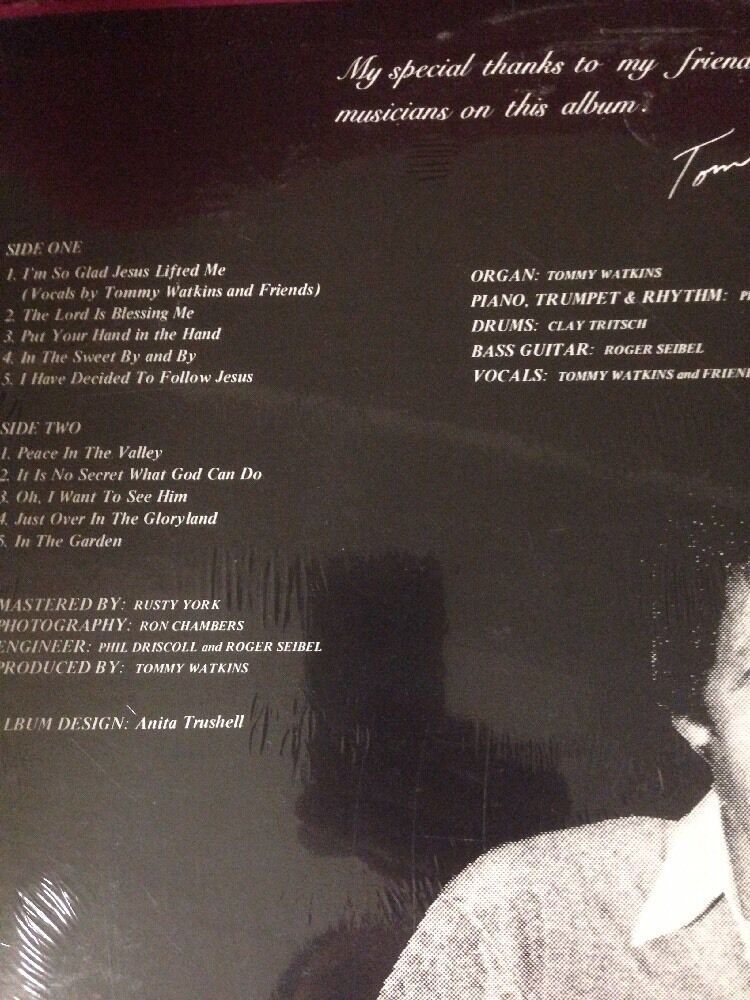 My special thanks to my friend
musicians on this album!
Tom
SIDE ONE
1. I'm So Glad Jesus Lifted Me
(Vocals by Tommy Watkins and Friends)
2. The Lord Is Blessing Me
3. Put Your Hand in the Hand
4. In The Sweet By and By
5. I Have Decided To Follow Jesus
SIDE TWO
1. Peace In The Valley
2. It Is No Secret What God Can Do
3. Oh, I Want To See Him
4. Just Over In The Gloryland
5. In The Garden
MASTERED BY: RUSTY YORK
PHOTOGRAPHY: RON CHAMBERS
ENGINEER: PHIL DRISCOLL and ROGER SEIBEL
PRODUCED BY: TOMMY WATKINS
LBUM DESIGN: Anita Trushell
ORGAN: TOMMY WATKINS
PIANO, TRUMPET & RHYTHM: P
DRUMS: CLAY TRITSCH
BASS GUITAR: ROGER SEIBEL
VOCALS: TOMMY WATKINS and FRIEN